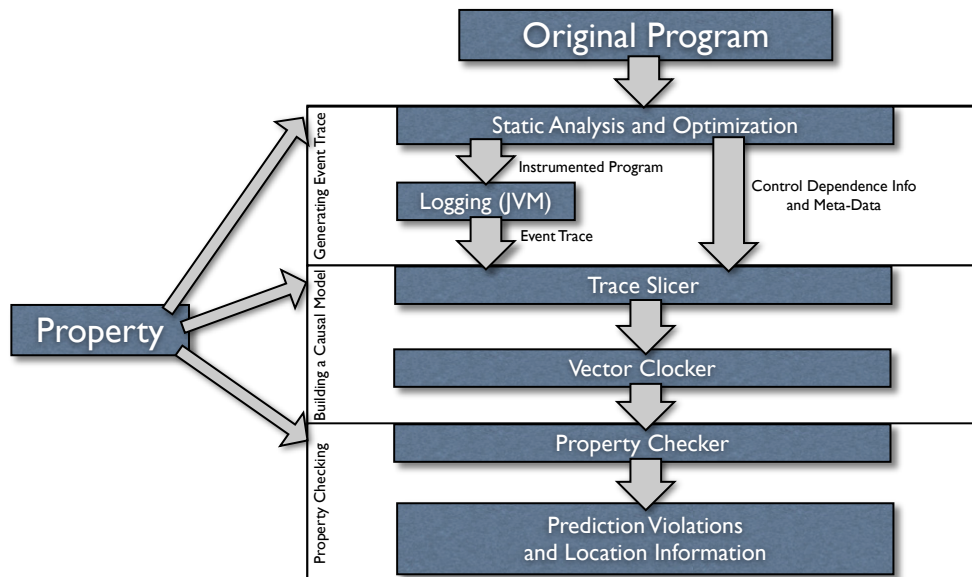 Original Program
Generating Event Trace
Static Analysis and Optimization
Instrumented Program
Control Dependence Info
and Meta-Data
Logging (JVM)
Event Trace
Property
Building a Causal Model
Trace Slicer
Vector Clocker
Property Checking
Property Checker
Prediction Violations
and Location Information